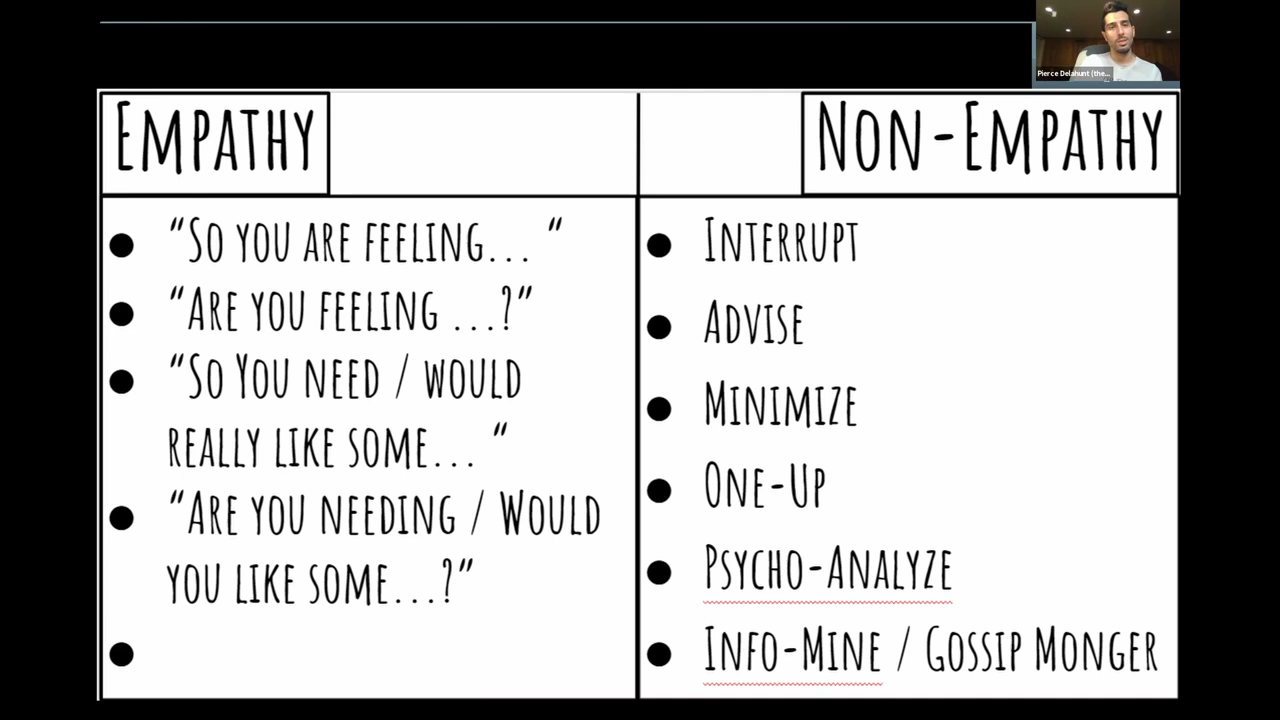 Pierce Delahunt (the...
EMPATHY
NON-EMPATHY
“SO YOU ARE FEELING... “
“ARE YOU FEELING ...?”
“SO YOU NEED / WOULD
REALLY LIKE SOME... “
“ARE YOU NEEDING / WOULD
YOU LIKE SOME...?”
INTERRUPT
ADVISE
MINIMIZE
ONE-UP
PSYCHO-ANALYZE
INFO-MINE / GOSSIP MONGER